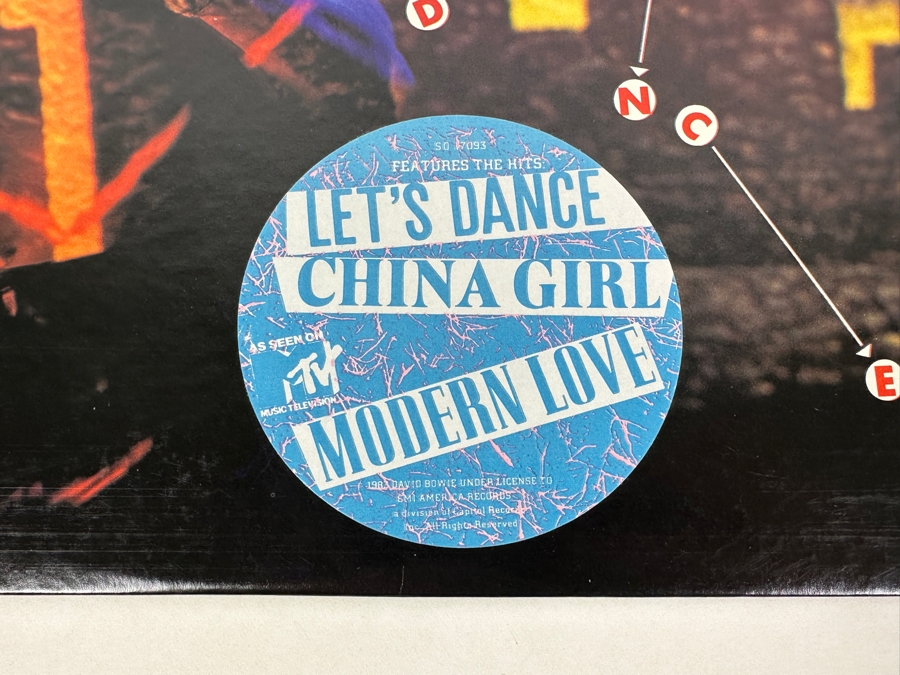 D
N
C
E
SO 17093
FEATURES THE HITS:
LET'S DANCE
CHINA GIRL
AS SEEN ON
MTV
MUSIC TELEVISION
MODERN LOVE
1983 DAVID BOWIE UNDER LICENSE TO
EMI AMERICA RECORDS
a division of Capitol Records
Inc. All Rights Reserved